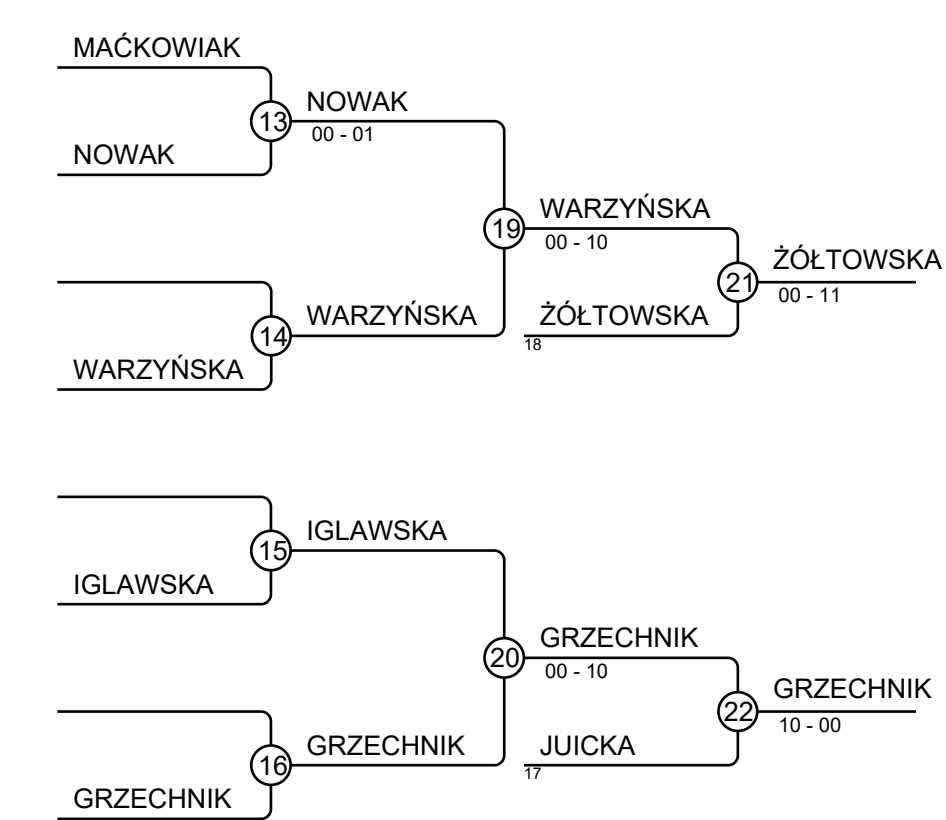 MAĆKOWIAK
13
NOWAK
00 - 01
NOWAK
19
WARZYŃSKA
00 - 10
21
ŻÓŁTOWSKA
00 - 11
14
WARZYŃSKA
ŻÓŁTOWSKA
18
WARZYŃSKA
15
IGLAWSKA
IGLAWSKA
20
GRZECHNIK
00 - 10
22
GRZECHNIK
10 - 00
16
GRZECHNIK
JUICKA
17
GRZECHNIK